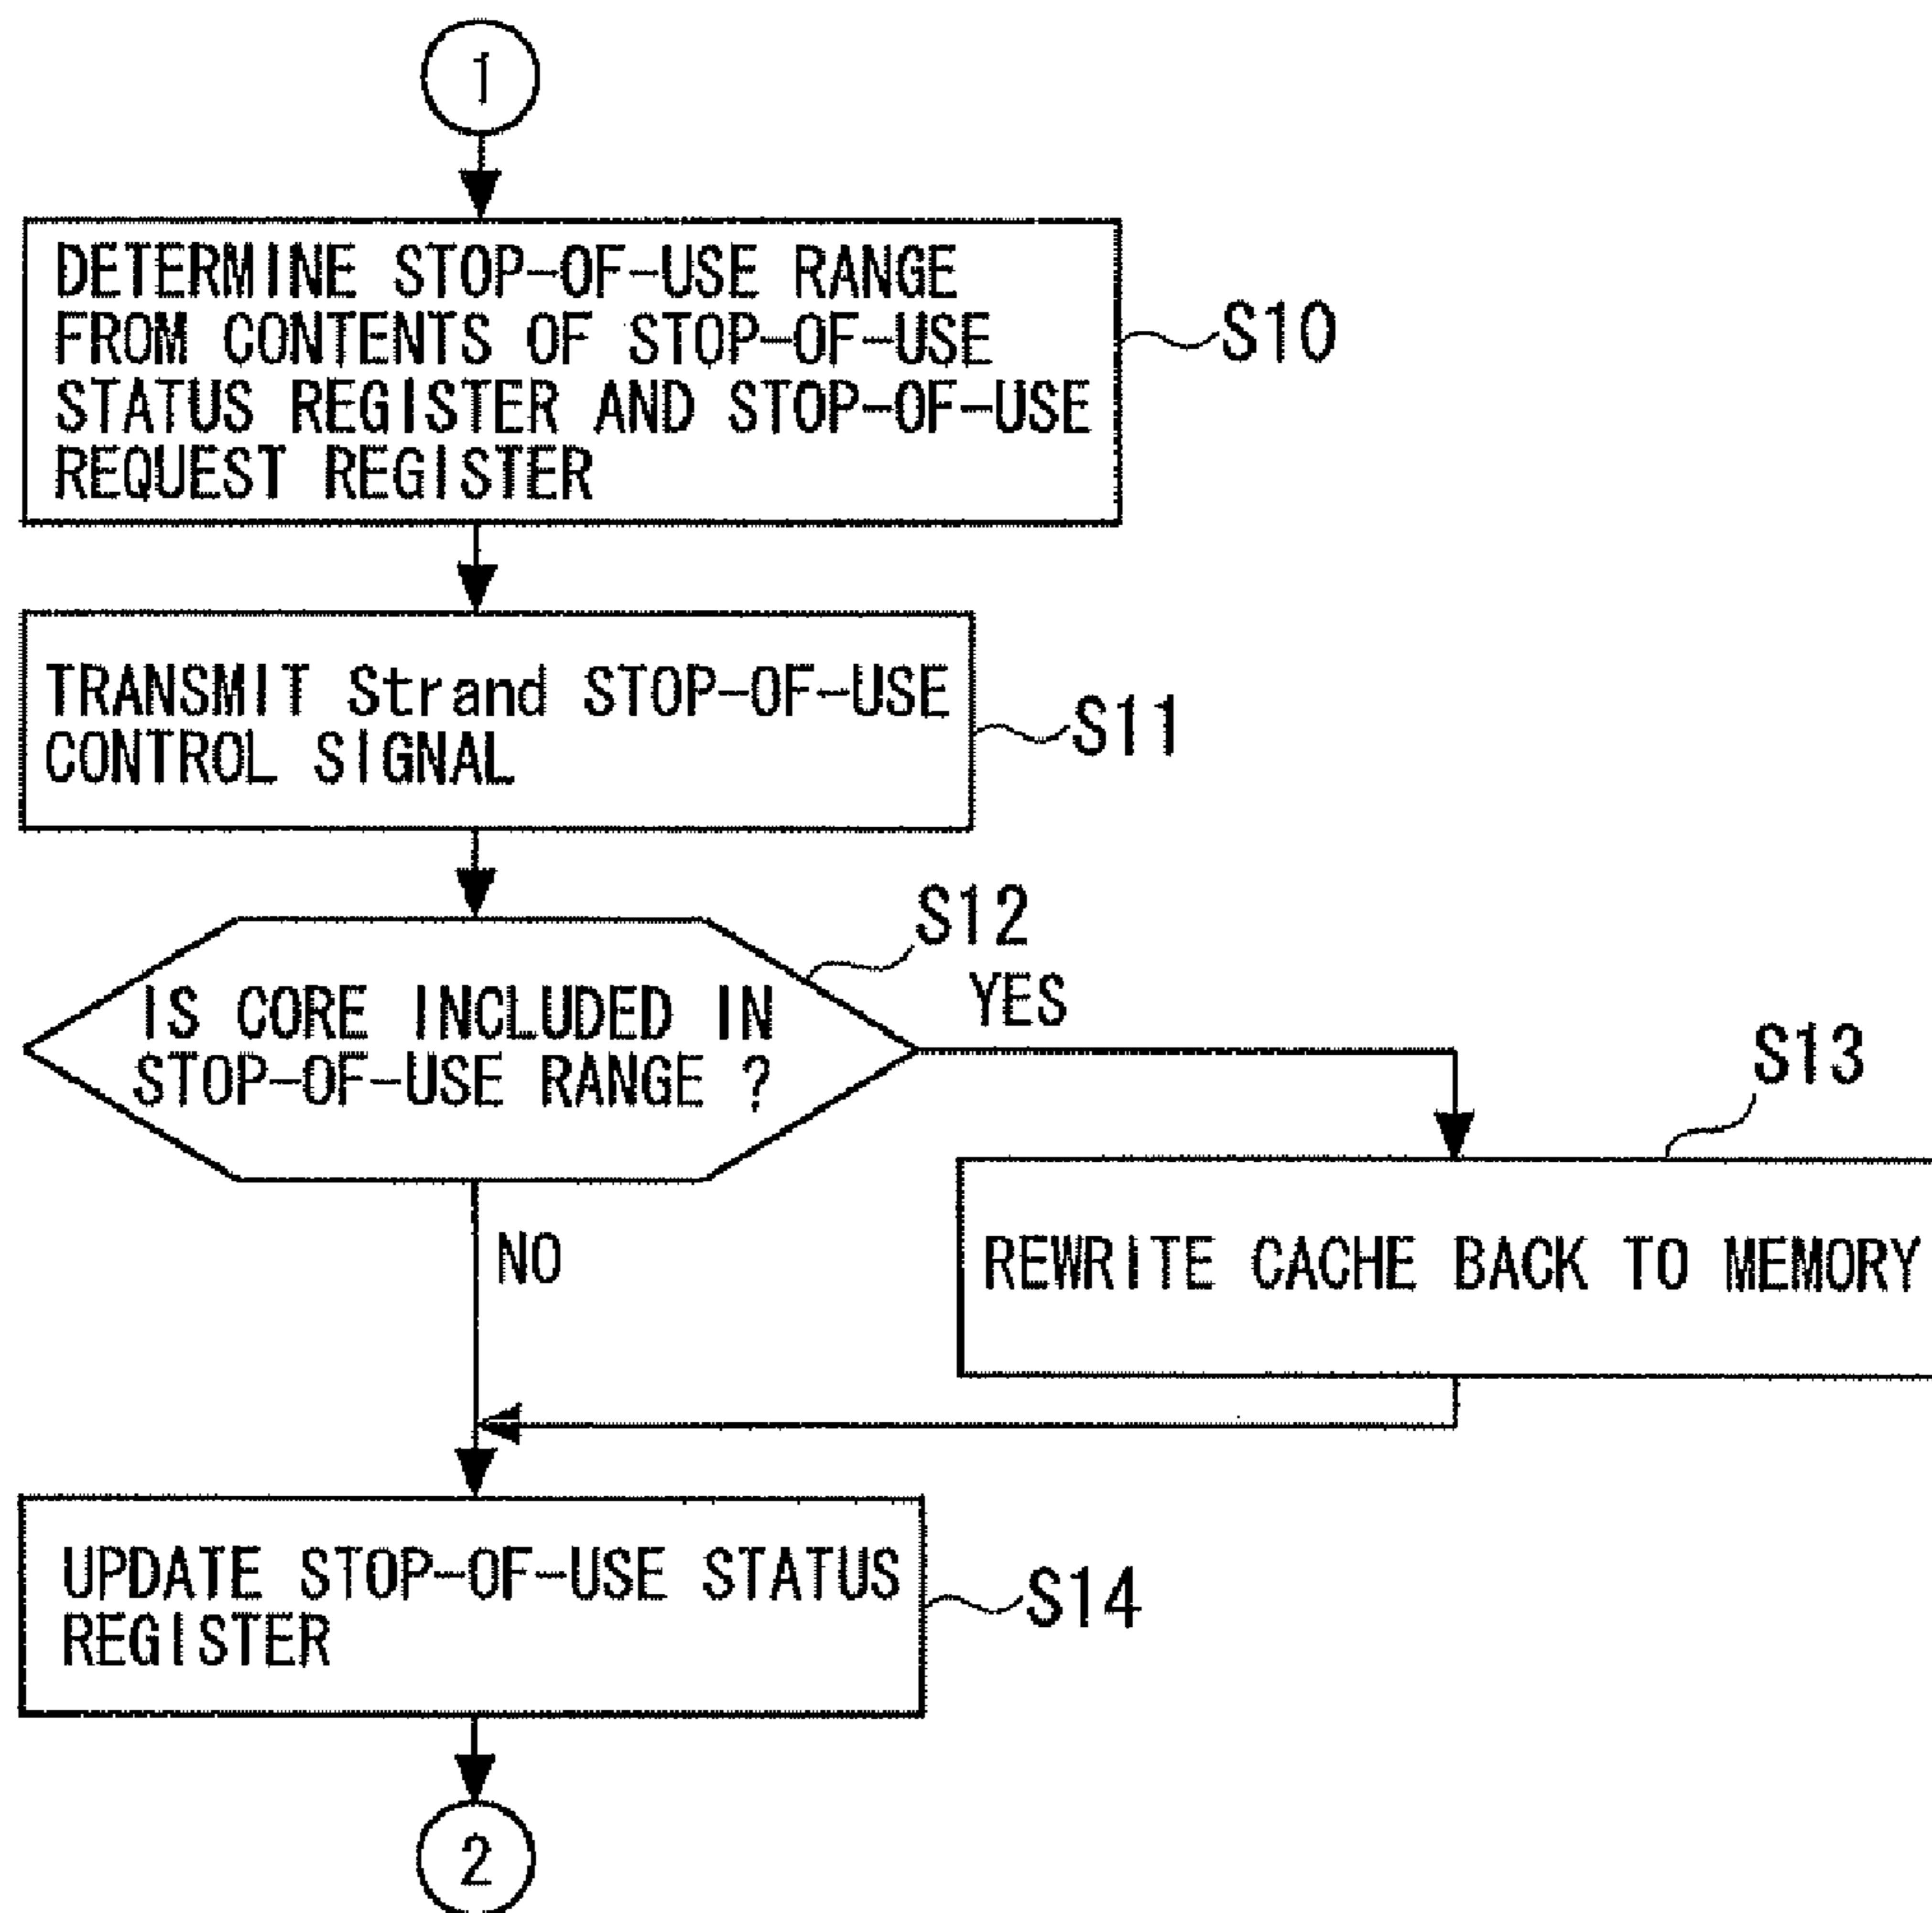 1
DETERMINE STOP-OF-USE RANGE
FROM CONTENTS OF STOP-OF-USE
STATUS REGISTER AND STOP-OF-USE
REQUEST REGISTER
S10
TRANSMIT Strand STOP-OF-USE
CONTROL SIGNAL
S11
S12
IS CORE INCLUDED IN
STOP-OF-USE RANGE ?
YES
S13
NO
REWRITE CACHE BACK TO MEMORY
UPDATE STOP-OF-USE STATUS
REGISTER
S14
2